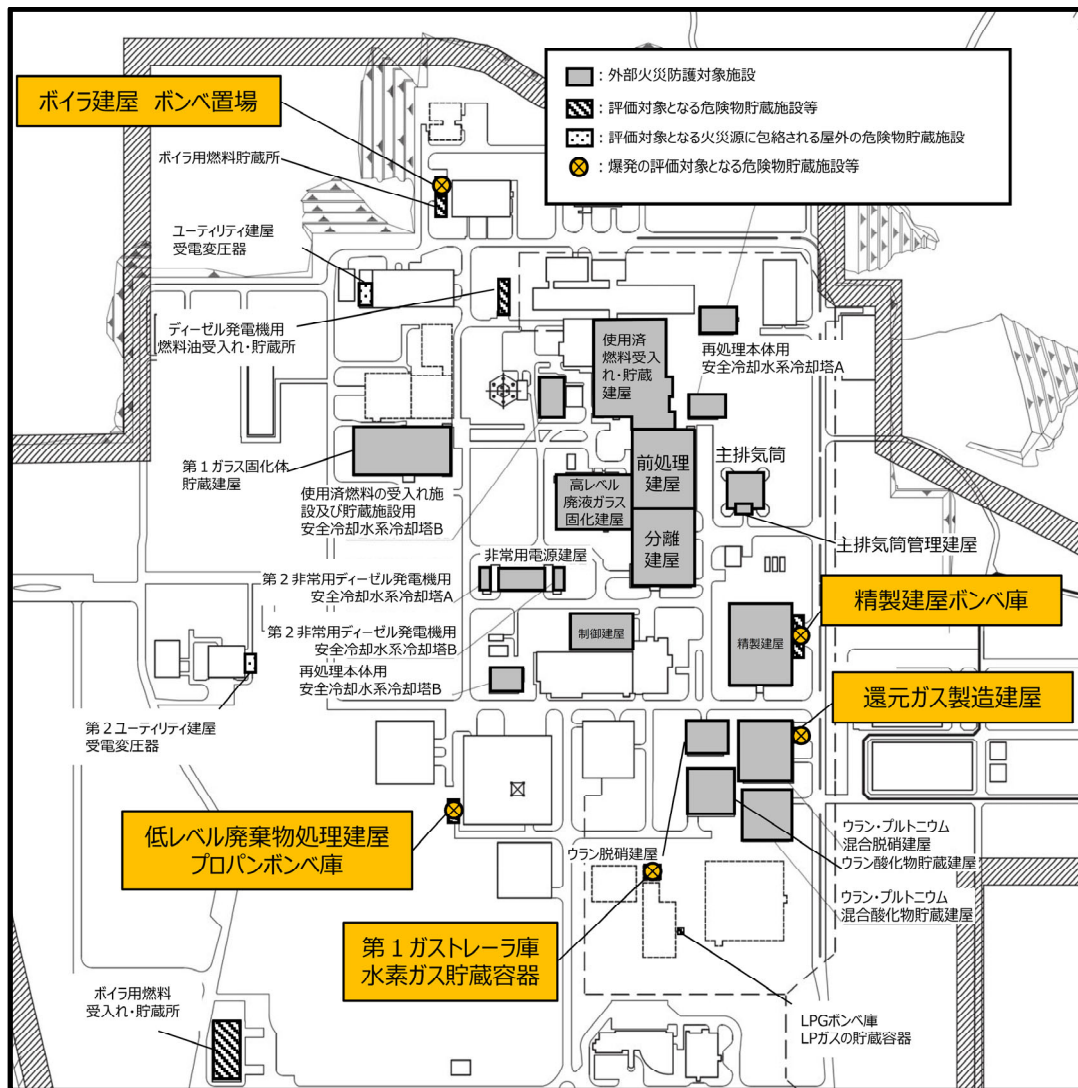 ：外部火災防護対象施設
：評価対象となる危険物貯蔵施設等
：評価対象となる火災源に包絡される屋外の危険物貯蔵施設
：爆発の評価対象となる危険物貯蔵施設等
ボイラ建屋 ボンベ置場
ボイラ用燃料貯蔵所
ユーティリティ建屋
受電変圧器
ディーゼル発電機用
燃料油受入れ・貯蔵所
使用済
燃料受入
れ・貯蔵
建屋
再処理本体用
安全冷却水系冷却塔A
第1ガラス固化体
貯蔵建屋
使用済燃料の受入れ施
設及び貯蔵施設用
安全冷却水系冷却塔B
前処理
建屋
高レベル
廃液ガラス
固化建屋
分離
建屋
主排気筒
主排気筒管理建屋
非常用電源建屋
第2非常用ディーゼル発電機用
安全冷却水系冷却塔A
第2非常用ディーゼル発電機用
安全冷却水系冷却塔B
再処理本体用
安全冷却水系冷却塔B
制御建屋
精製建屋
精製建屋ボンベ庫
還元ガス製造建屋
第2ユーティリティ建屋
受電変圧器
低レベル廃棄物処理建屋
プロパンボンベ庫
ウラン脱硝建屋
ウラン・プルトニウム
混合脱硝建屋
ウラン酸化物貯蔵建屋
ウラン・プルトニウム
混合酸化物貯蔵建屋
第1ガストレーラ庫
水素ガス貯蔵容器
LPGボンベ庫
LPガスの貯蔵容器
ボイラ用燃料
受入れ・貯蔵所